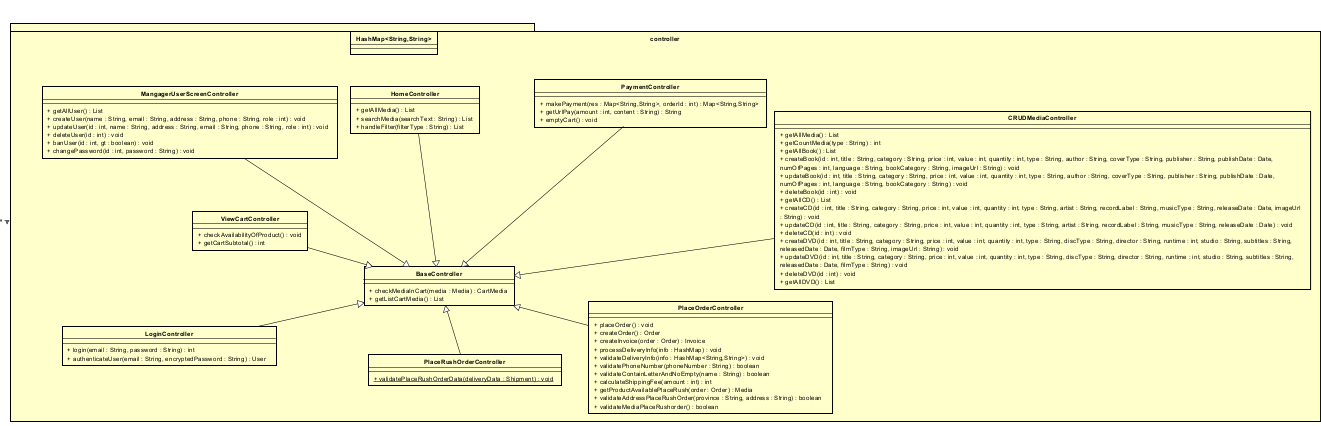 HashMap<String,String>
controller
MangagerUserScreenController
+ getAllUser() : List
+ createUser(name : String, email : String, address : String, phone : String, role : int) : void
+ updateUser(id : int, name : String, address : String, email : String, phone : String, role : int) : void
+ deleteUser(id : int) : void
+ banUser(id : int, gt : boolean) : void
+ changePassword(id : int, password : String) : void
HomeController
+ getAllMedia() : List
+ searchMedia(searchText : String) : List
+ handleFilter(filterType : String) : List
PaymentController
+ makePayment(res : Map<String,String>, orderId : int) : Map<String,String>
+ getUrlPay(amount : int, content : String) : String
+ emptyCart() : void
CRUDMediaController
+ getAllMedia() : List
+ getCountMedia(type : String) : int
+ getAllBook() : List
+ createBook(id : int, title : String, category : String, price : int, value : int, quantity : int, type : String, author : String, coverType : String, publisher : String, publishDate : Date,
numOfPages : int, language : String, bookCategory : String, imageUrl : String) : void
+ updateBook(id : int, title : String, category : String, price : int, value : int, quantity : int, type : String, author : String, coverType : String, publisher : String, publishDate : Date,
numOfPages : int, language : String, bookCategory : String) : void
+ deleteBook(id : int) : void
+ getAllCD() : List
+ createCD(id : int, title : String, category : String, price : int, value : int, quantity : int, type : String, artist : String, recordLabel : String, musicType : String, releaseDate : Date, imageUrl
: String) : void
+ updateCD(id : int, title : String, category : String, price : int, value : int, quantity : int, type : String, artist : String, recordLabel : String, musicType : String, releaseDate : Date) : void
+ deleteCD(id : int) : void
+ createDVD(id : int, title : String, category : String, price : int, value : int, quantity : int, type : String, discType : String, director : String, runtime : int, studio : String, subtitles : String,
releasedDate : Date, filmType : String, imageUrl : String) : void
+ updateDVD(id : int, title : String, category : String, price : int, value : int, quantity : int, type : String, discType : String, director : String, runtime : int, studio : String, subtitles : String,
releasedDate : Date, filmType : String) : void
+ deleteDVD(id : int) : void
+ getAllDVD() : List
ViewCartController
+ checkAvailabilityOfProduct() : void
+ getCartSubtotal() : int
BaseController
+ checkMediaInCart(media : Media) : CartMedia
+ getListCartMedia() : List
LoginController
+ login(email : String, password : String) : int
+ authenticateUser(email : String, encryptedPassword : String) : User
PlaceRushOrderController
+ validatePlaceRushOrderData(deliveryData : Shipment) : void
PlaceOrderController
+ placeOrder() : void
+ createOrder() : Order
+ createInvoice(order : Order) : Invoice
+ processDeliveryInfo(info : HashMap) : void
+ validateDeliveryInfo(info : HashMap<String,String>) : void
+ validatePhoneNumber(phoneNumber : String) : boolean
+ validateContainLetterAndNoEmpty(name : String) : boolean
+ calculateShippingFee(amount : int) : int
+ getProductAvailablePlaceRush(order : Order) : Media
+ validateAddressPlaceRushOrder(province : String, address : String) : boolean
+ validateMediaPlaceRushorder() : boolean